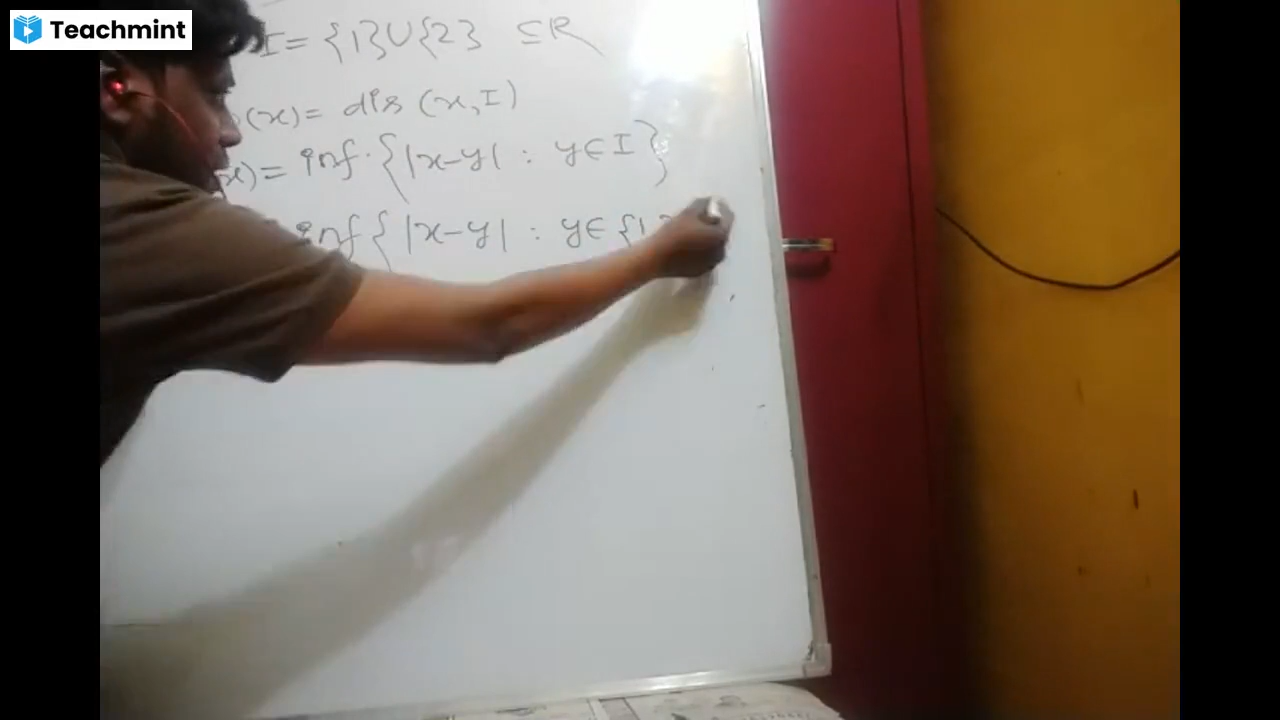 Teachmint
I = {1}∪{2} ⊆R
(x) = dis (x, I)
x) = inf. { |x-y| : y∈I }
inf { |x-y| : y∈ {1,